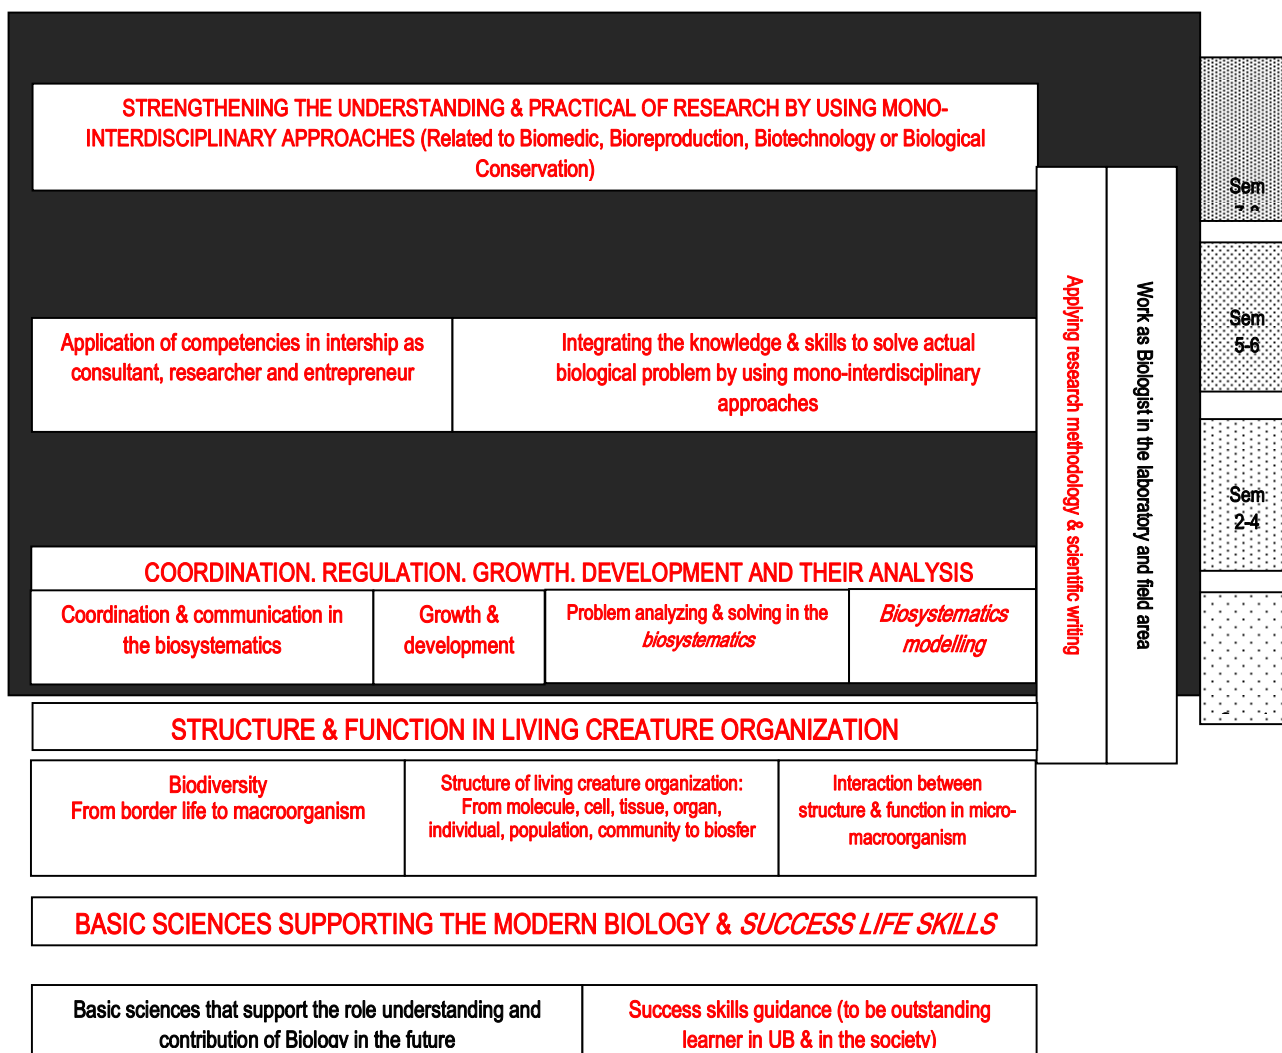 STRENGTHENING THE UNDERSTANDING & PRACTICAL OF RESEARCH BY USING MONO-
INTERDISCIPLINARY APPROACHES (Related to Biomedic, Bioreproduction, Biotechnology or Biological
Conservation)
Sem
Applying research methodology & scientific writing
Work as Biologist in the laboratory and field area
Application of competencies in intership as
consultant, researcher and entrepreneur
Integrating the knowledge & skills to solve actual
biological problem by using mono-interdisciplinary
approaches
Sem
5-6
Sem
2-4
COORDINATION. REGULATION. GROWTH. DEVELOPMENT AND THEIR ANALYSIS
Coordination & communication in
the biosystematics
Growth &
development
Problem analyzing & solving in the
biosystematics
Biosystematics
modelling
STRUCTURE & FUNCTION IN LIVING CREATURE ORGANIZATION
Biodiversity
From border life to macroorganism
Structure of living creature organization:
From molecule, cell, tissue, organ,
individual, population, community to biosfer
Interaction between
structure & function in micro-
macroorganism
BASIC SCIENCES SUPPORTING THE MODERN BIOLOGY & SUCCESS LIFE SKILLS
Basic sciences that support the role understanding and
contribution of Biology in the future
Success skills guidance (to be outstanding
learner in UB & in the society)